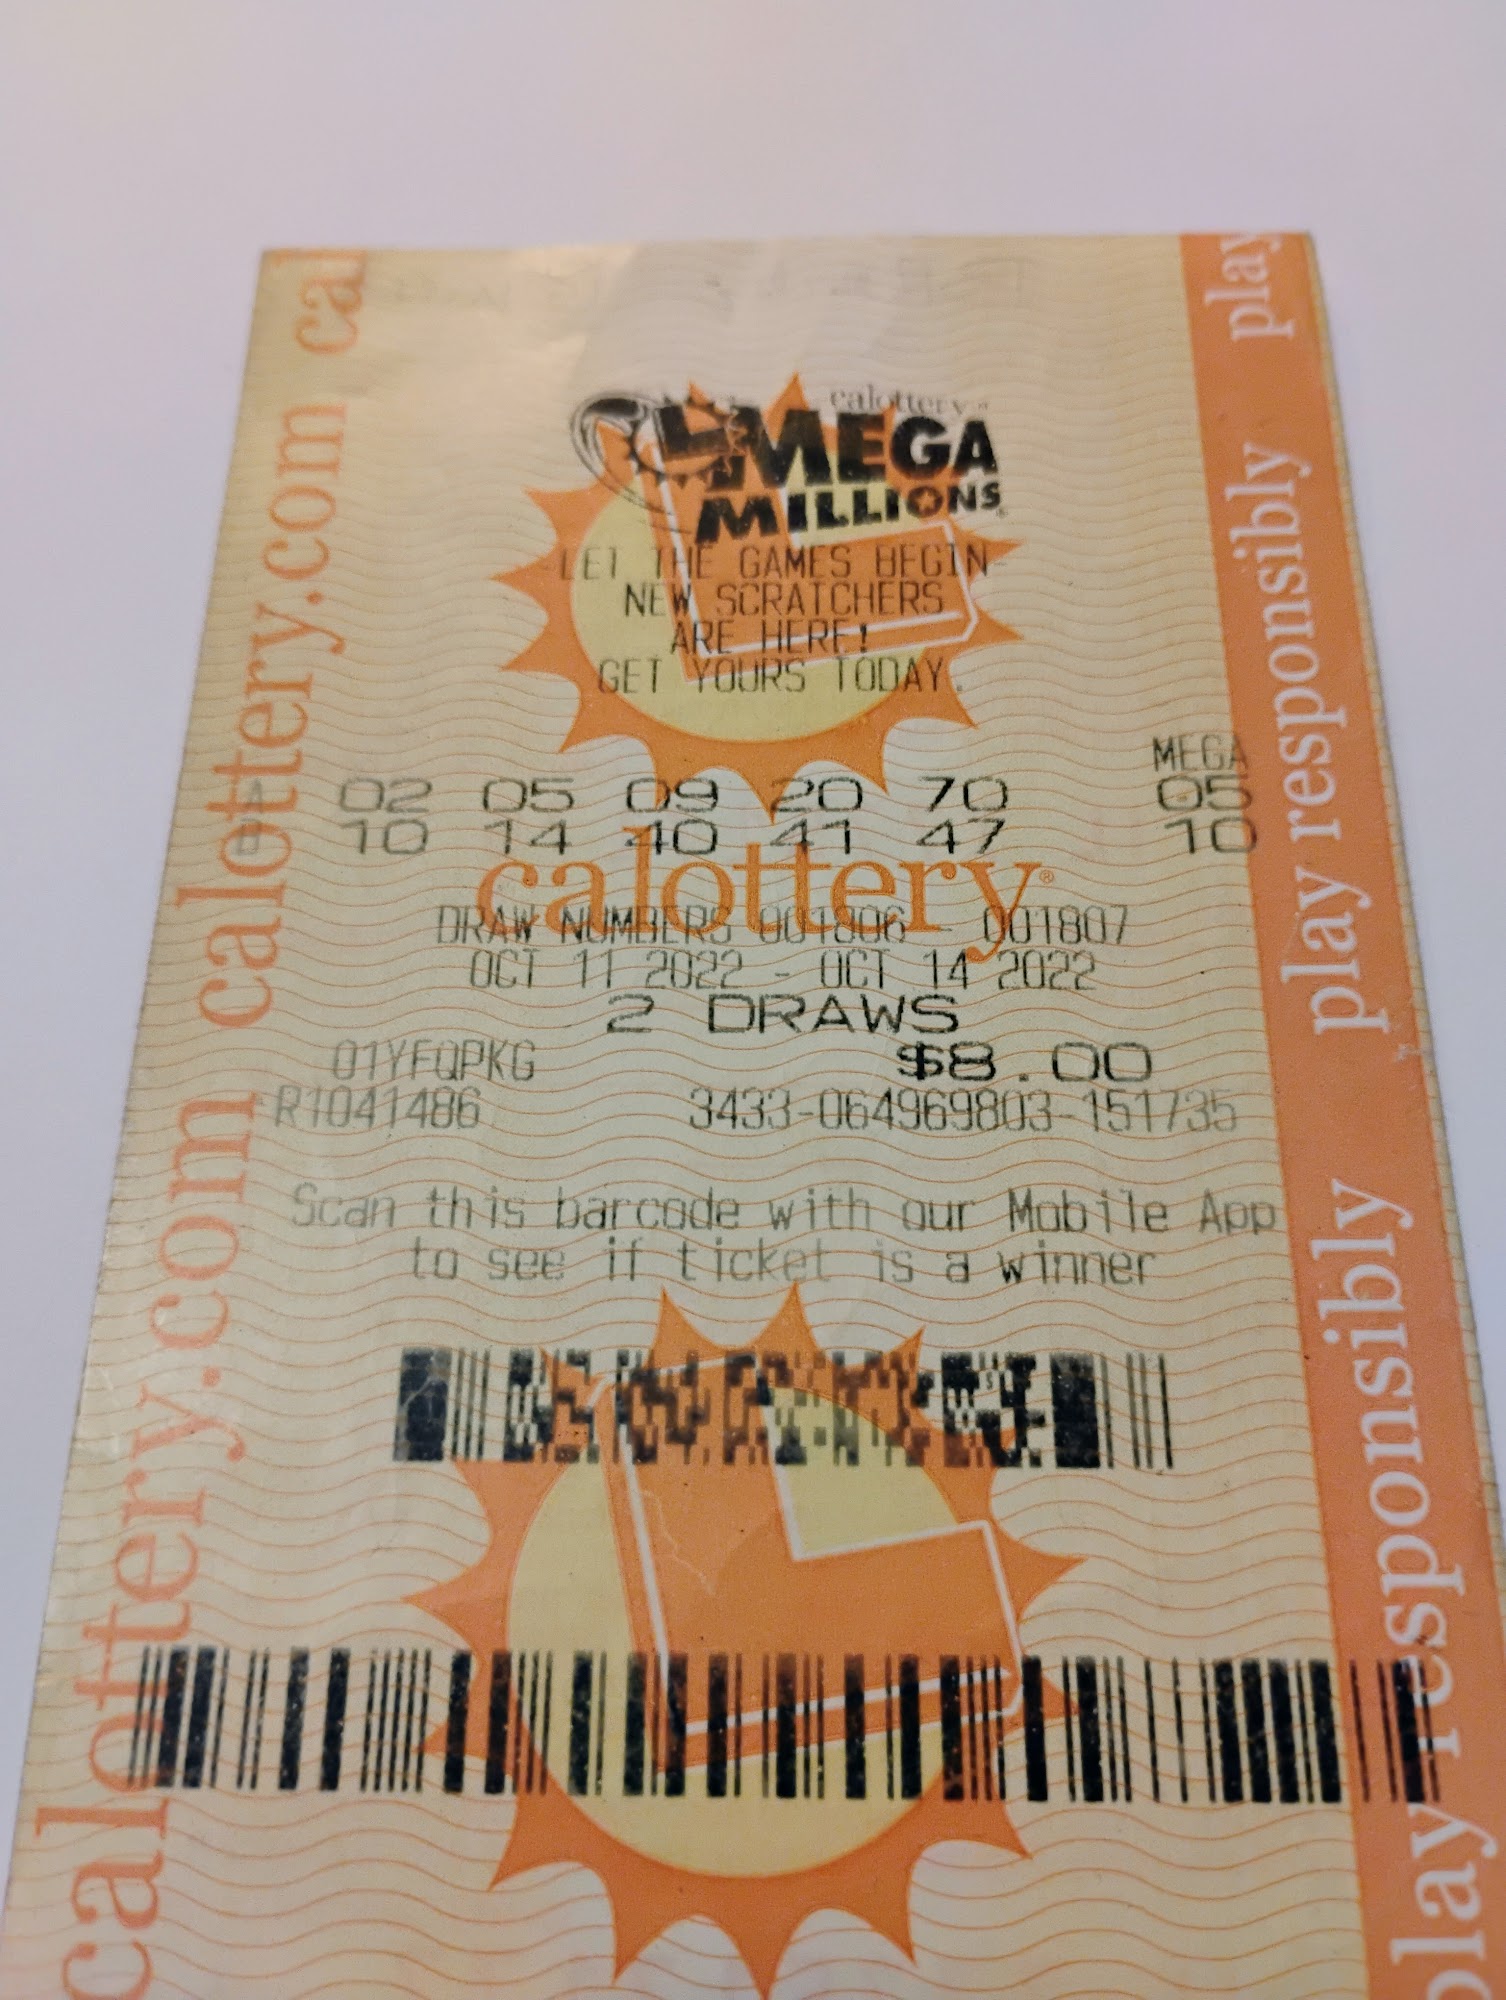 calottery
MEGA
MILLIONS
LET THE GAMES BEGIN-
NEW SCRATCHERS
ARE HERE!
GET YOURS TODAY.
MEGA
A 02 05 09 20 70 05
B 10 14 40 41 47 10
calottery®
DRAW NUMBERS 001806 - 001807
OCT 11 2022 - OCT 14 2022
2 DRAWS
01YFQPKG $8.00
R1041486 3433-064969803-151735
Scan this barcode with our Mobile App
to see if ticket is a winner
calottery.com calottery.com cal
play responsibly play responsibly play